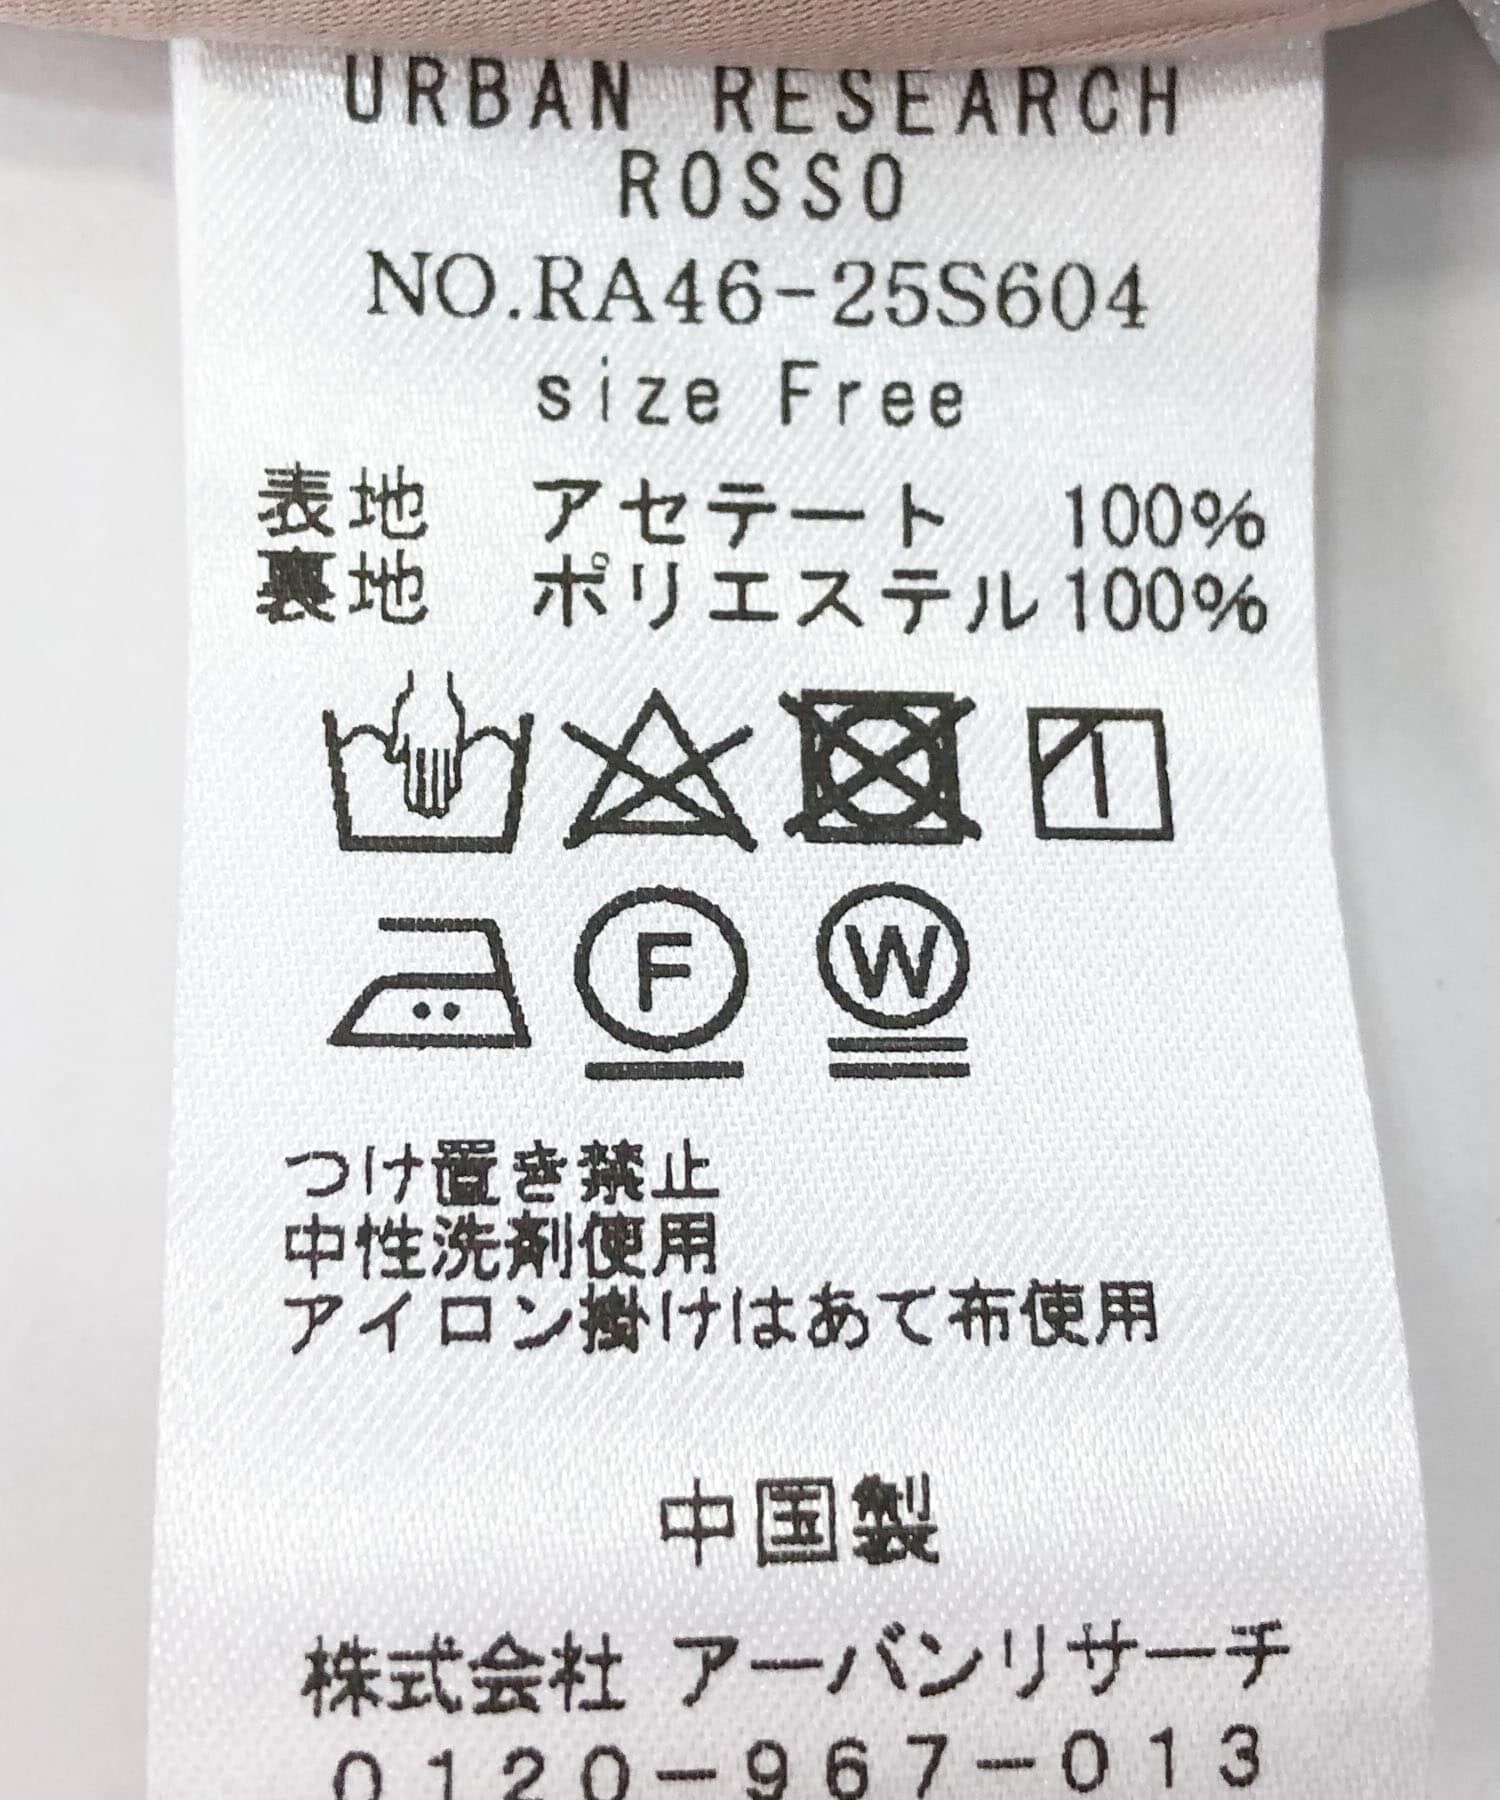 URBAN RESEARCH
ROSSO
NO.RA46-25S604
size Free
表地 アセテート 100%
裏地 ポリエステル100%
F W
つけ置き禁止
中性洗剤使用
アイロン掛けはあて布使用
中国製
株式会社 アーバンリサーチ
0120-967-013